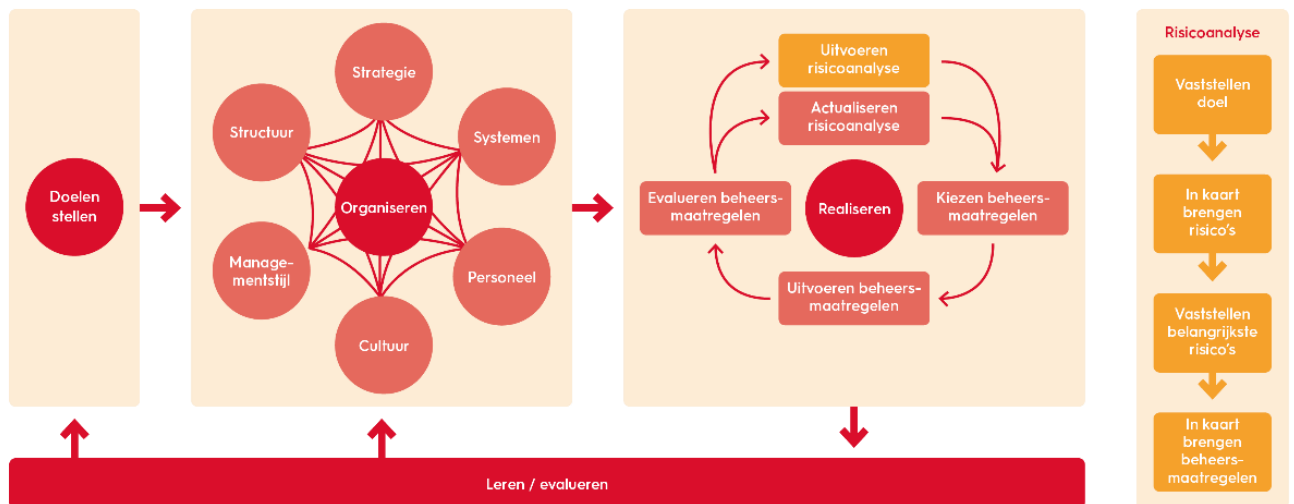 Doelen
stellen
Strategie
Structuur
Systemen
Organiseren
Manage-
mentstijl
Personeel
Cultuur
Uitvoeren
risicoanalyse
Actualiseren
risicoanalyse
Evalueren beheers-
maatregelen
Realiseren
Kiezen beheers-
maatregelen
Uitvoeren beheers-
maatregelen
Risicoanalyse
Vaststellen
doel
In kaart
brengen
risico's
Vaststellen
belangrijkste
risico's
In kaart
brengen
beheers-
maatregelen
Leren / evalueren